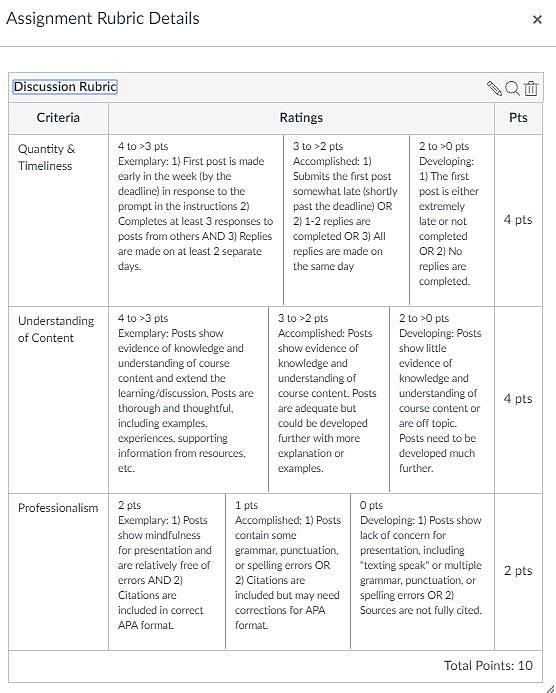 Assignment Rubric Details
×
Discussion Rubric
Criteria
Ratings
Pts
Quantity &
Timeliness
4 to >3 pts
Exemplary: 1) First post is made
early in the week (by the
deadline) in response to the
prompt in the instructions 2)
Completes at least 3 responses to
posts from others AND 3) Replies
are made on at least 2 separate
days.
3 to >2 pts
Accomplished: 1)
Submits the first post
somewhat late (shortly
past the deadline) OR
2) 1-2 replies are
completed OR 3) All
replies are made on
the same day
2 to >0 pts
Developing:
1) The first
post is either
extremely
late or not
completed
OR 2) No
replies are
completed.
4 pts
Understanding
of Content
4 to >3 pts
Exemplary: Posts show
evidence of knowledge and
understanding of course
content and extend the
learning/discussion. Posts are
thorough and thoughtful,
including examples,
experiences, supporting
information from resources,
etc.
3 to >2 pts
Accomplished: Posts
show evidence of
knowledge and
understanding of
course content. Posts
are adequate but
could be developed
further with more
explanation or
examples.
2 to >0 pts
Developing: Posts
show little
evidence of
knowledge and
understanding of
course content or
are off topic.
Posts need to be
developed much
further.
4 pts
Professionalism
2 pts
Exemplary: 1) Posts
show mindfulness
for presentation and
are relatively free of
errors AND 2)
Citations are
included in correct
APA format.
1 pts
Accomplished: 1) Posts
contain some
grammar, punctuation,
or spelling errors OR
2) Citations are
included but may need
corrections for APA
format.
0 pts
Developing: 1) Posts show
lack of concern for
presentation, including
"texting speak" or multiple
grammar, punctuation, or
spelling errors OR 2)
Sources are not fully cited.
2 pts
Total Points: 10